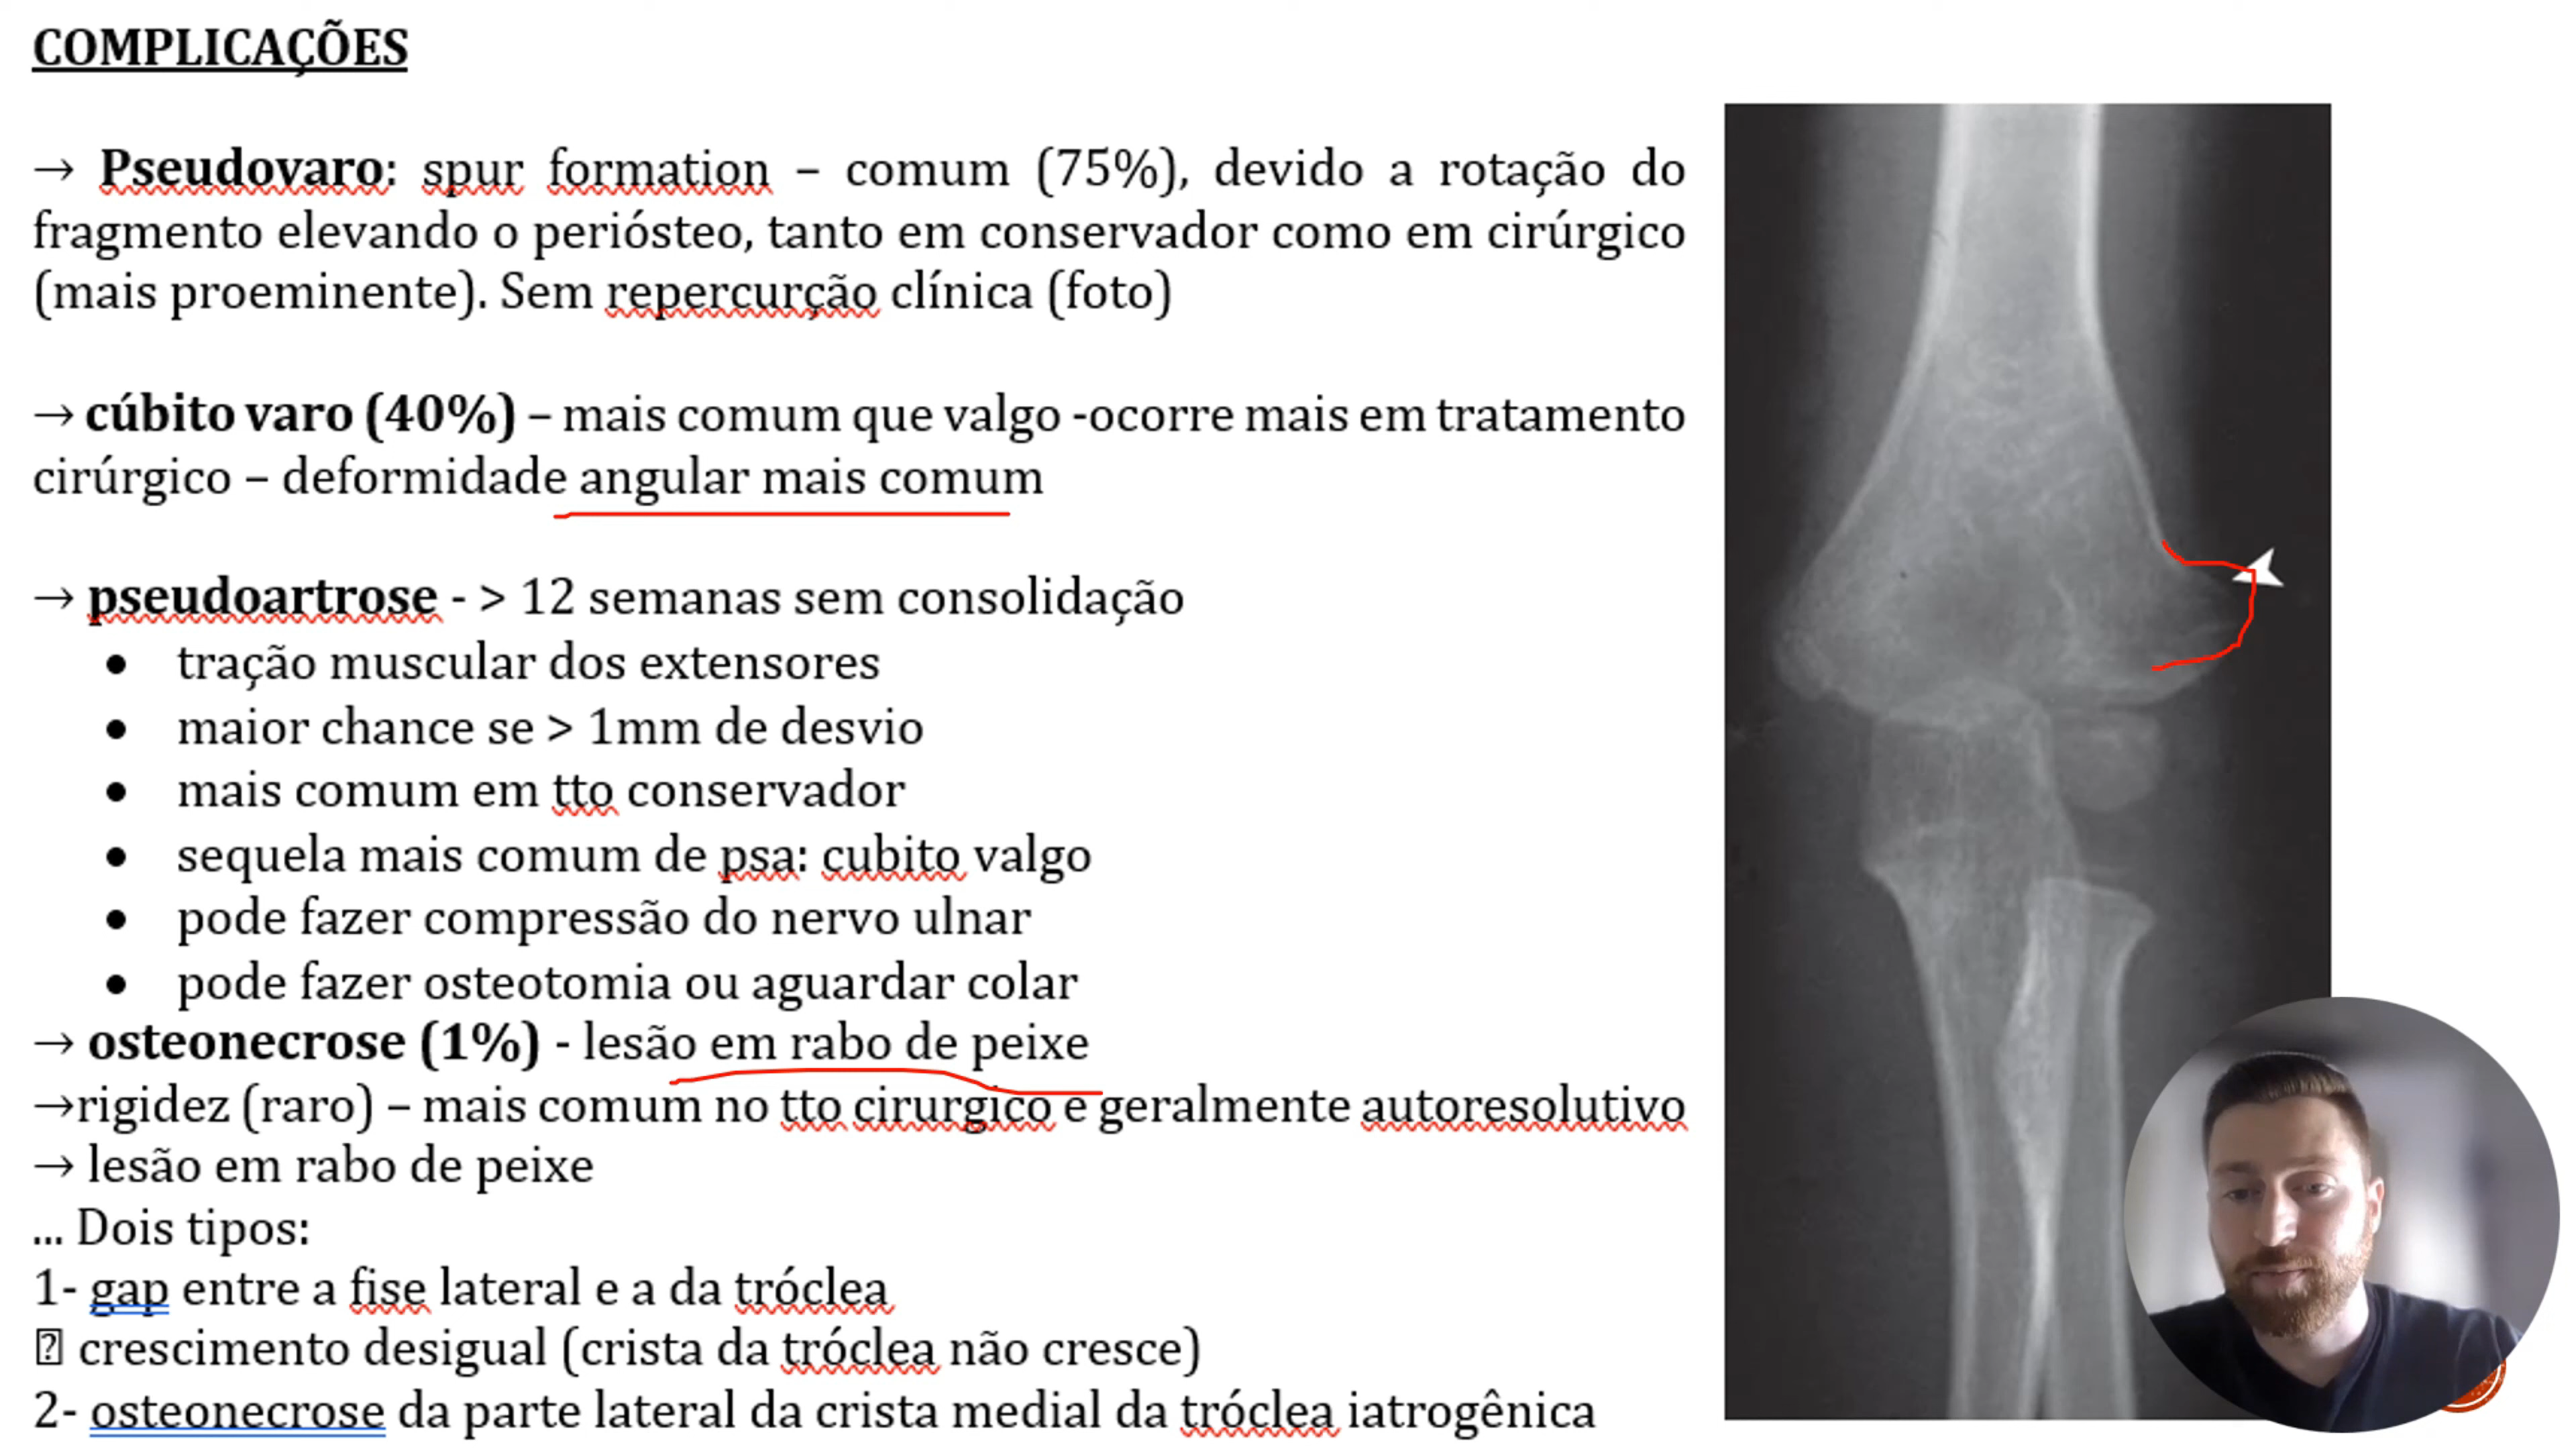 COMPLICAÇÕES
→ Pseudovaro: spur formation – comum (75%), devido a rotação do
fragmento elevando o periósteo, tanto em conservador como em cirúrgico
(mais proeminente). Sem repercurção clínica (foto)
→ cúbito varo (40%) – mais comum que valgo -ocorre mais em tratamento
cirúrgico – deformidade angular mais comum
→ pseudoartrose - > 12 semanas sem consolidação
● tração muscular dos extensores
● maior chance se > 1mm de desvio
● mais comum em tto conservador
● sequela mais comum de psa: cubito valgo
● pode fazer compressão do nervo ulnar
● pode fazer osteotomia ou aguardar colar
→ osteonecrose (1%) - lesão em rabo de peixe
→rigidez (raro) – mais comum no tto cirurgico e geralmente autoresolutivo
→ lesão em rabo de peixe
... Dois tipos:
1- gap entre a fise lateral e a da tróclea
⍰ crescimento desigual (crista da tróclea não cresce)
2- osteonecrose da parte lateral da crista medial da tróclea iatrogênica